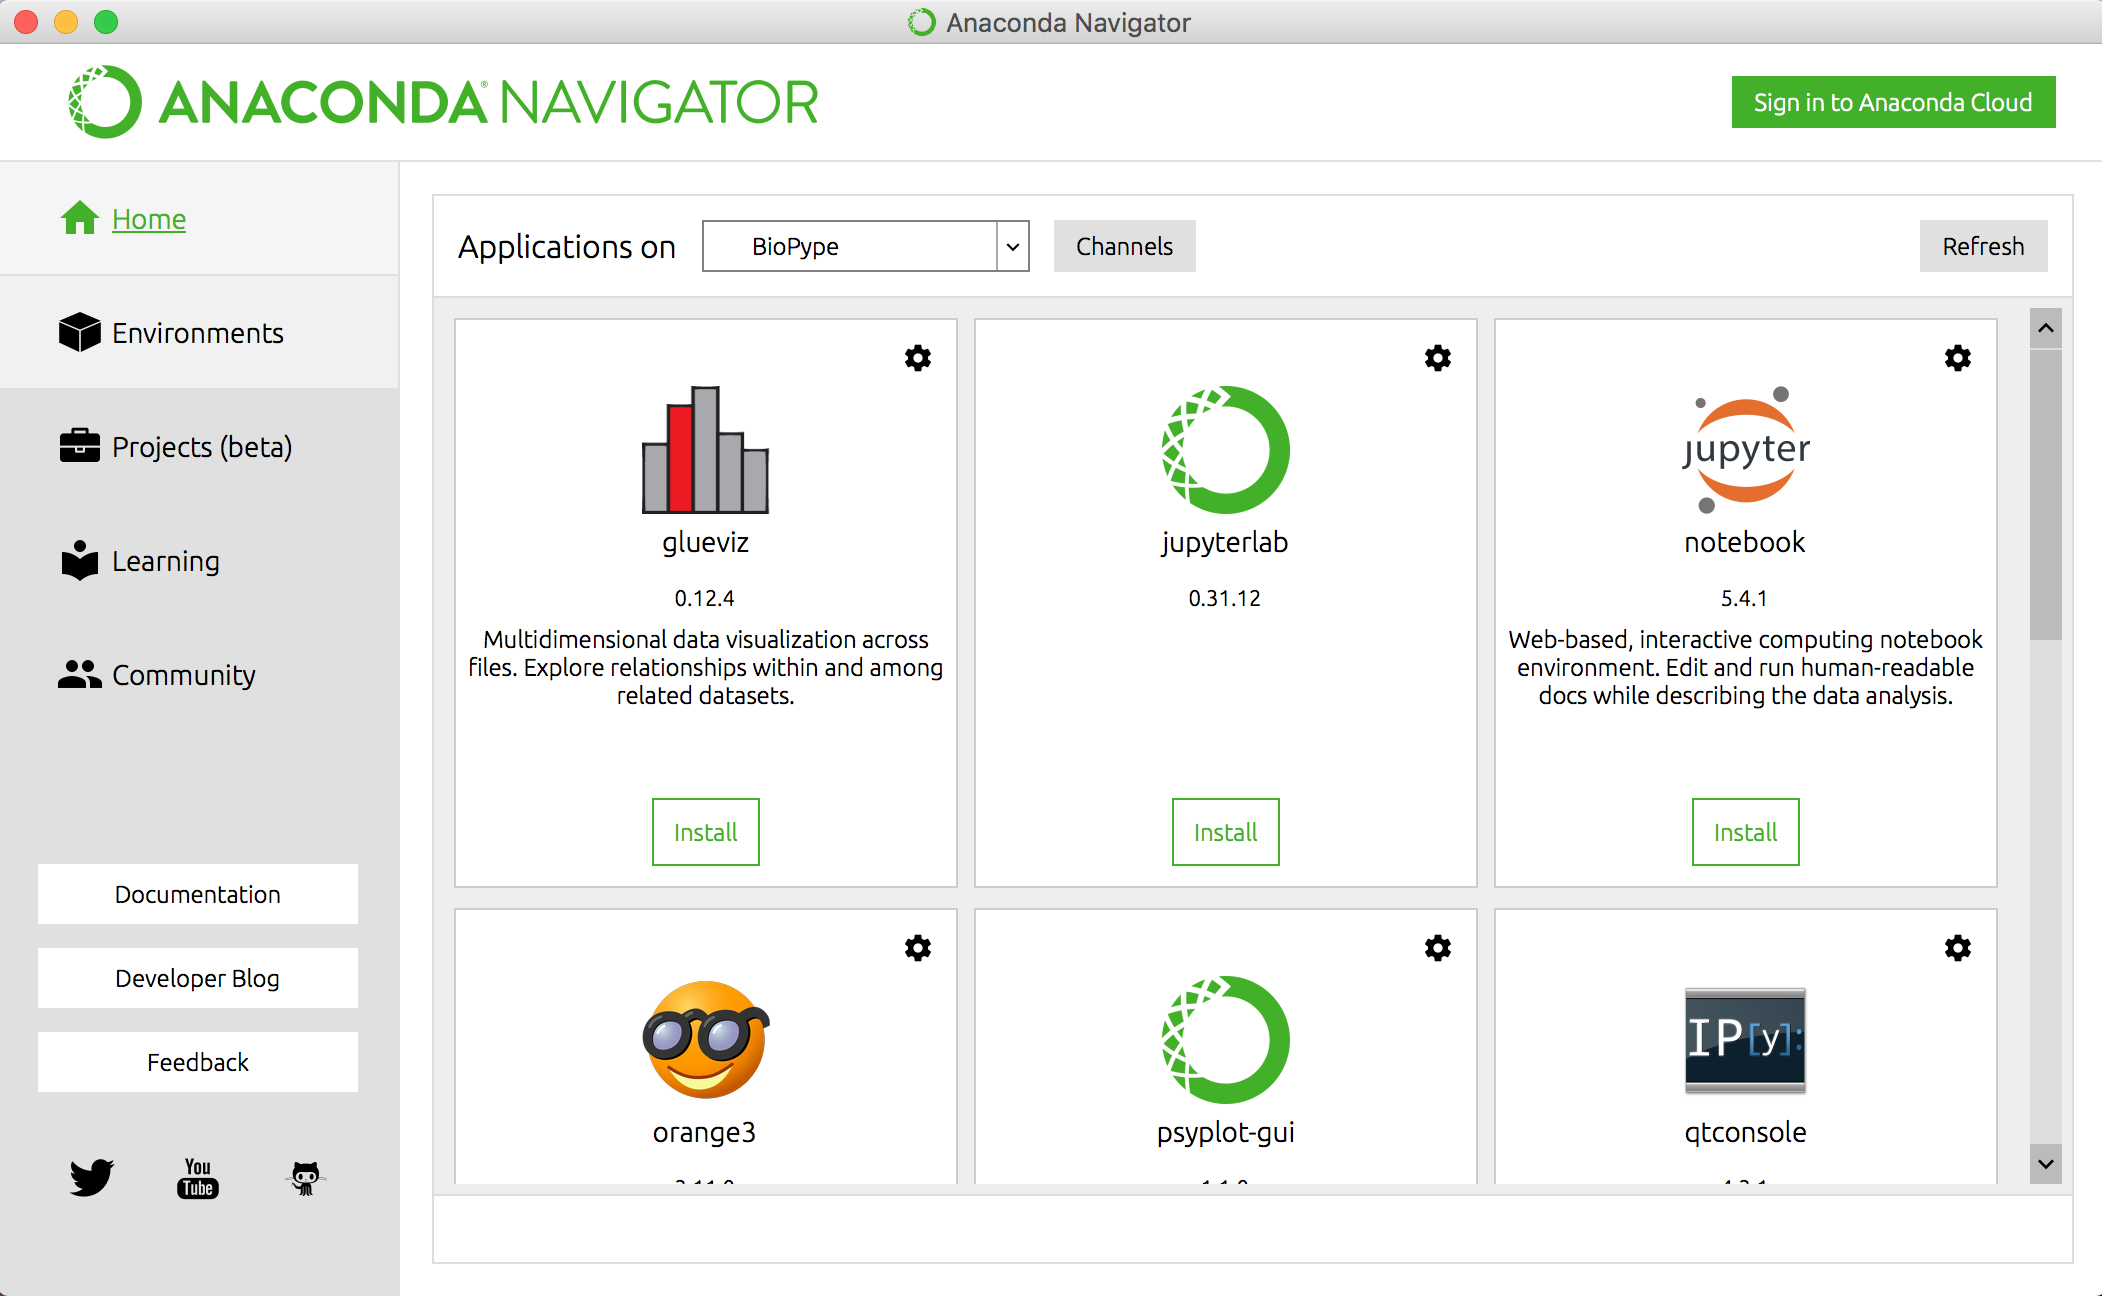 Anaconda Navigator
ANACONDA® NAVIGATOR
Sign in to Anaconda Cloud
Home
Environments
Projects (beta)
Learning
Community
Documentation
Developer Blog
Feedback
You
Tube
Applications on
BioPype
Channels
Refresh
glueviz
0.12.4
Multidimensional data visualization across
files. Explore relationships within and among
related datasets.
Install
jupyterlab
0.31.12
Install
jupyter
notebook
5.4.1
Web-based, interactive computing notebook
environment. Edit and run human-readable
docs while describing the data analysis.
Install
orange3
psyplot-gui
IP[y]:
qtconsole